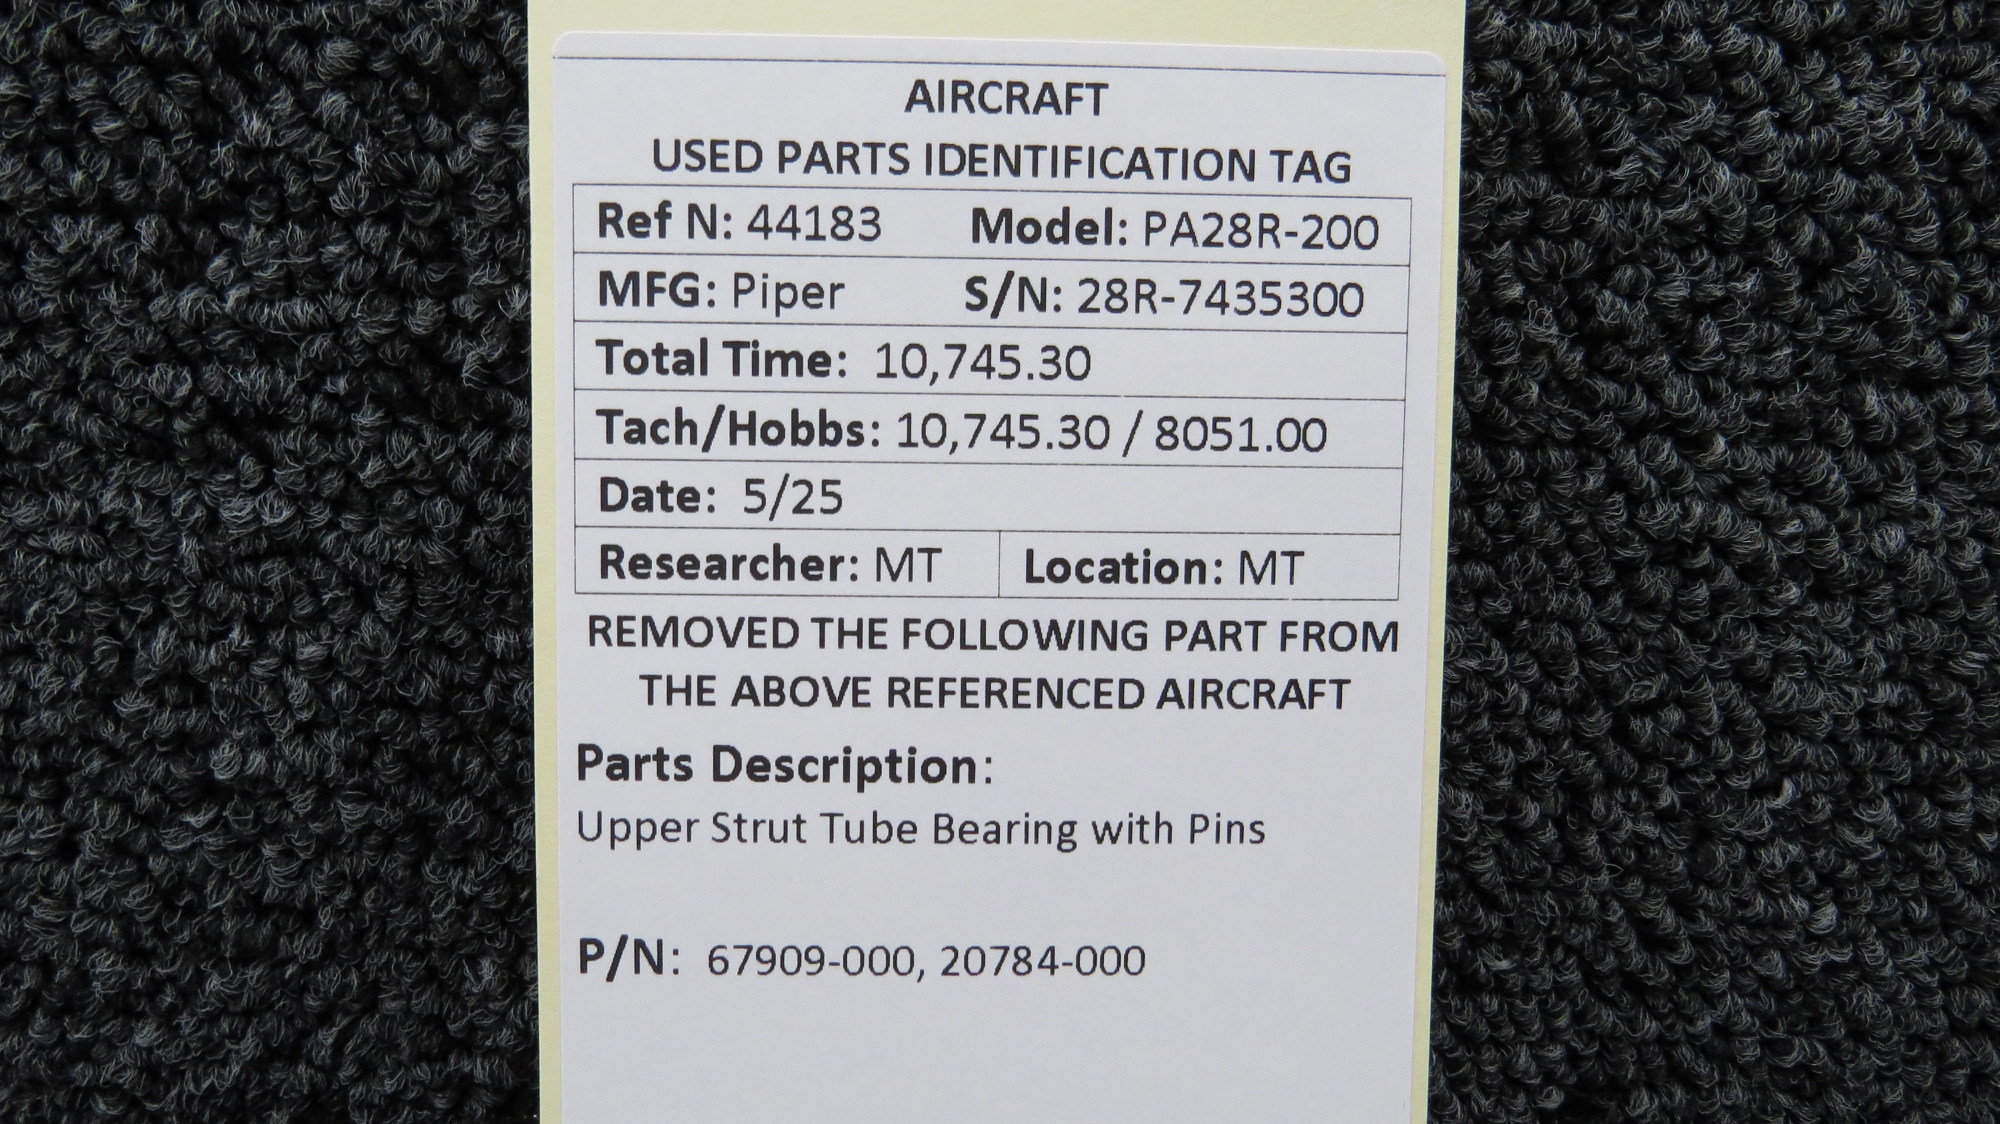 AIRCRAFT
USED PARTS IDENTIFICATION TAG
Ref N: 44183 Model: PA28R-200
MFG: Piper S/N: 28R-7435300
Total Time: 10,745.30
Tach/Hobbs: 10,745.30 / 8051.00
Date: 5/25
Researcher: MT Location: MT
REMOVED THE FOLLOWING PART FROM
THE ABOVE REFERENCED AIRCRAFT
Parts Description:
Upper Strut Tube Bearing with Pins
P/N: 67909-000, 20784-000